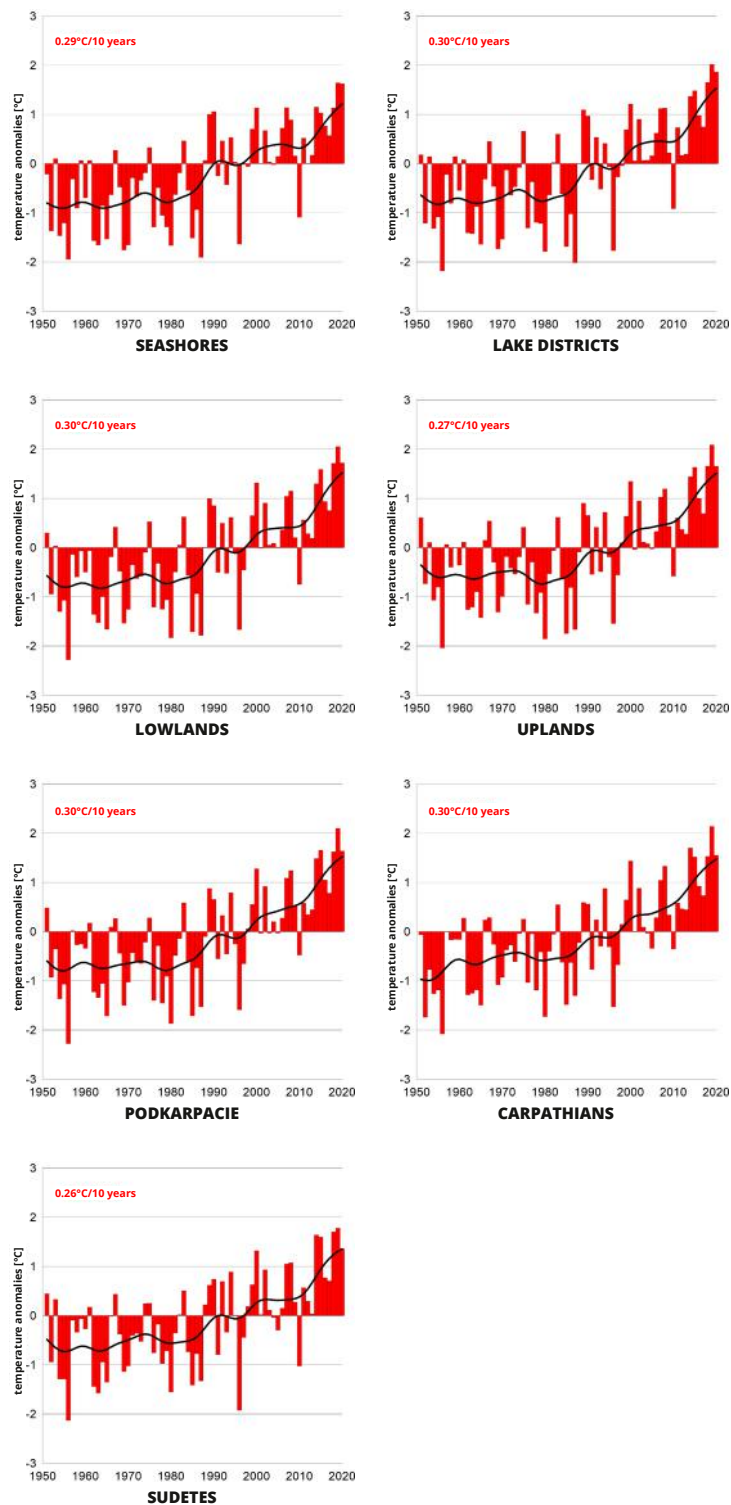 3
0.29°C/10 years
2
1
0
-1
-2
-3
temperature anomalies [°C]
1950 1960 1970 1980 1990 2000 2010 2020
SEASHORES
3
0.30°C/10 years
2
1
0
-1
-2
-3
temperature anomalies [°C]
1950 1960 1970 1980 1990 2000 2010 2020
LAKE DISTRICTS
3
0.30°C/10 years
2
1
0
-1
-2
-3
temperature anomalies [°C]
1950 1960 1970 1980 1990 2000 2010 2020
LOWLANDS
3
0.27°C/10 years
2
1
0
-1
-2
-3
temperature anomalies [°C]
1950 1960 1970 1980 1990 2000 2010 2020
UPLANDS
3
0.30°C/10 years
2
1
0
-1
-2
-3
temperature anomalies [°C]
1950 1960 1970 1980 1990 2000 2010 2020
PODKARPACIE
3
0.30°C/10 years
2
1
0
-1
-2
-3
temperature anomalies [°C]
1950 1960 1970 1980 1990 2000 2010 2020
CARPATHIANS
3
0.26°C/10 years
2
1
0
-1
-2
-3
temperature anomalies [°C]
1950 1960 1970 1980 1990 2000 2010 2020
SUDETES